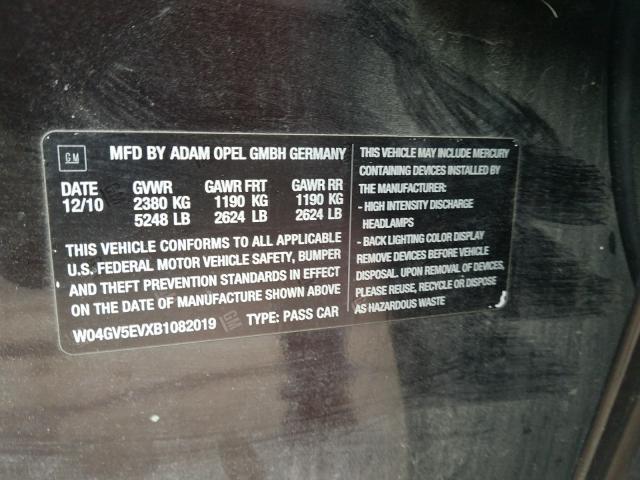 GM
MFD BY ADAM OPEL GMBH GERMANY
DATE GVWR GAWR FRT GAWR RR
12/10 2380 KG 1190 KG 1190 KG
5248 LB 2624 LB 2624 LB
THIS VEHICLE CONFORMS TO ALL APPLICABLE
U.S. FEDERAL MOTOR VEHICLE SAFETY, BUMPER
AND THEFT PREVENTION STANDARDS IN EFFECT
ON THE DATE OF MANUFACTURE SHOWN ABOVE
W04GV5EVXB1082019 TYPE: PASS CAR
THIS VEHICLE MAY INCLUDE MERCURY
CONTAINING DEVICES INSTALLED BY
THE MANUFACTURER:
- HIGH INTENSITY DISCHARGE
HEADLAMPS
- BACK LIGHTING COLOR DISPLAY
REMOVE DEVICES BEFORE VEHICLE
DISPOSAL. UPON REMOVAL OF DEVICES,
PLEASE REUSE, RECYCLE OR DISPOSE
AS HAZARDOUS WASTE